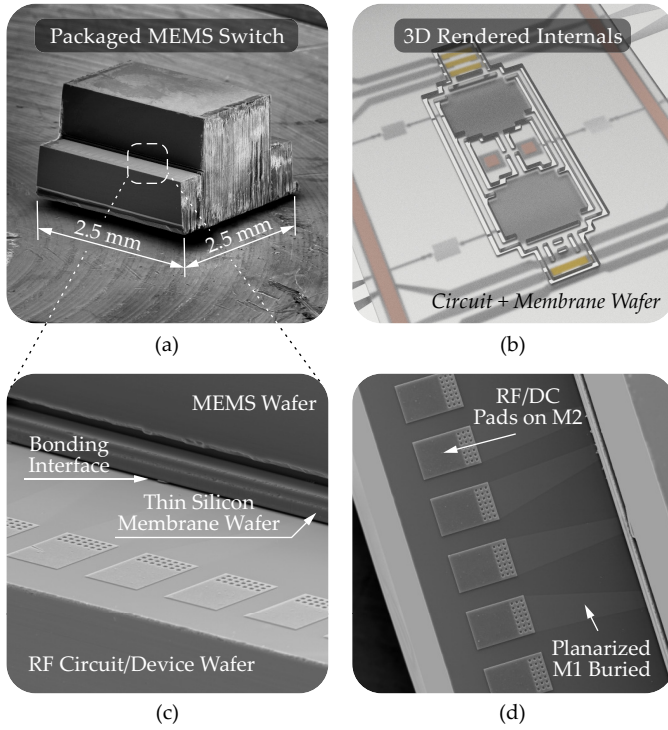 Packaged MEMS Switch
2.5 mm
2.5 mm
(a)
3D Rendered Internals
Circuit + Membrane Wafer
(b)
MEMS Wafer
Bonding
Interface
Thin Silicon
Membrane Wafer
RF Circuit/Device Wafer
(c)
RF/DC
Pads on M2
Planarized
M1 Buried
(d)